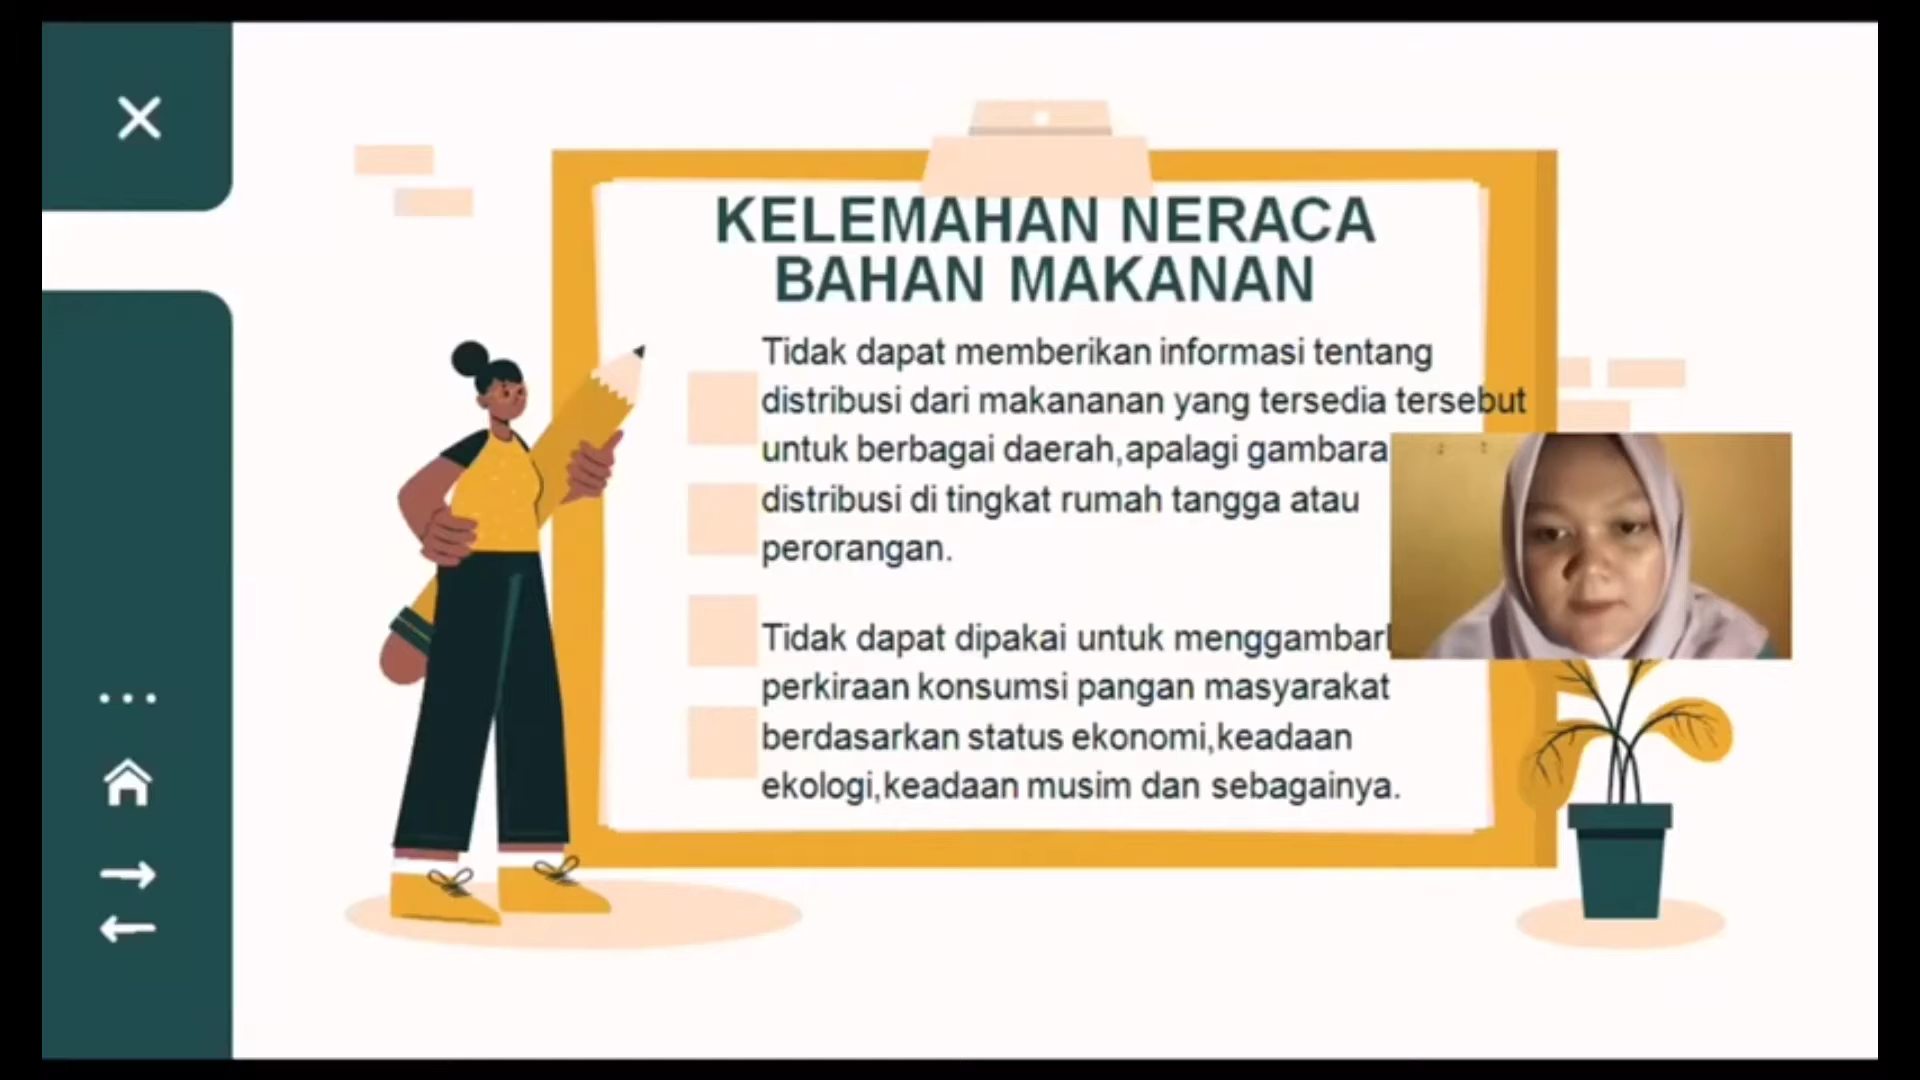 KELEMAHAN NERACA
BAHAN MAKANAN
Tidak dapat memberikan informasi tentang
distribusi dari makananan yang tersedia tersebut
untuk berbagai daerah,apalagi gambara
distribusi di tingkat rumah tangga atau
perorangan.
Tidak dapat dipakai untuk
perkiraan konsumsi pangan masyarakat
berdasarkan status ekonomi,keadaan
ekologi,keadaan musim dan sebagainya.